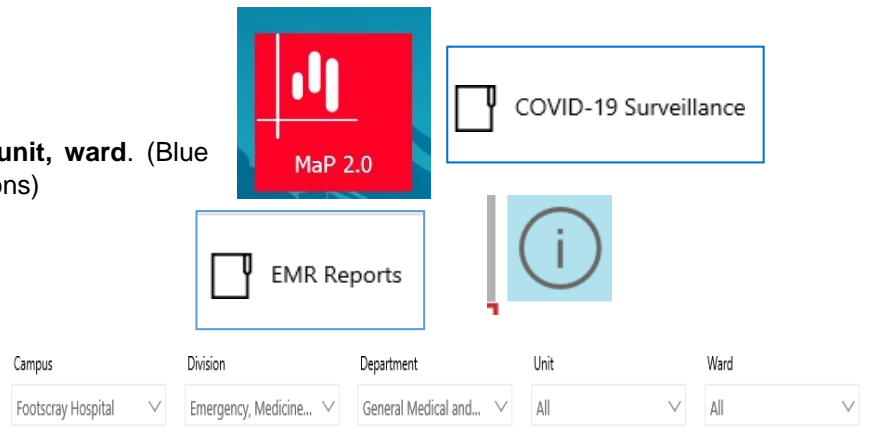 MaP 2.0
COVID-19 Surveillance
unit, ward. (Blue
ons)
EMR Reports
i
Campus Division Department Unit Ward
Footscray Hospital Emergency, Medicine... General Medical and... All All